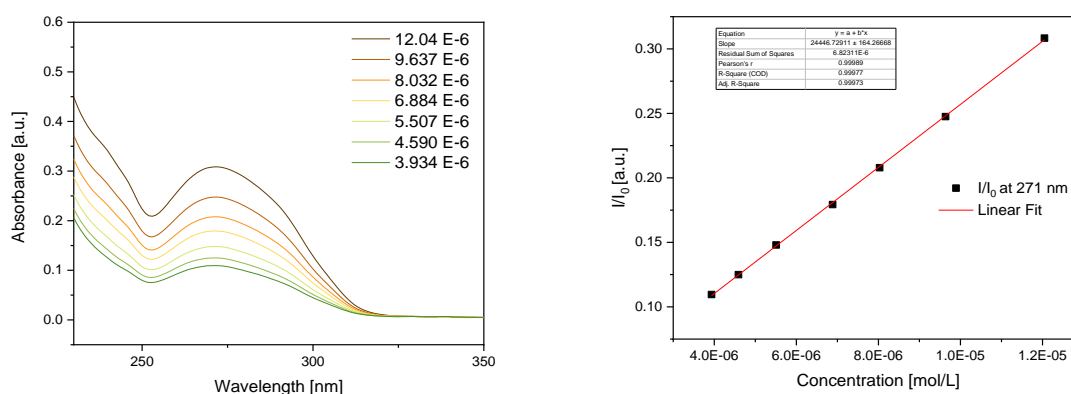 0.6
0.5
0.4
0.3
0.2
0.1
0.0
Absorbance [a.u.]
12.04 E-6
9.637 E-6
8.032 E-6
6.884 E-6
5.507 E-6
4.590 E-6
3.934 E-6
250
300
350
Wavelength [nm]
0.30
0.25
0.20
0.15
0.10
I/I0 [a.u.]
Equation y = a + b*x
Slope 24446.72911 ± 164.26668
Residual Sum of Squares 6.82311E-6
Pearson's r 0.99989
R-Square (COD) 0.99977
Adj. R-Square 0.99973
I/I0 at 271 nm
Linear Fit
4.0E-06
6.0E-06
8.0E-06
1.0E-05
1.2E-05
Concentration [mol/L]